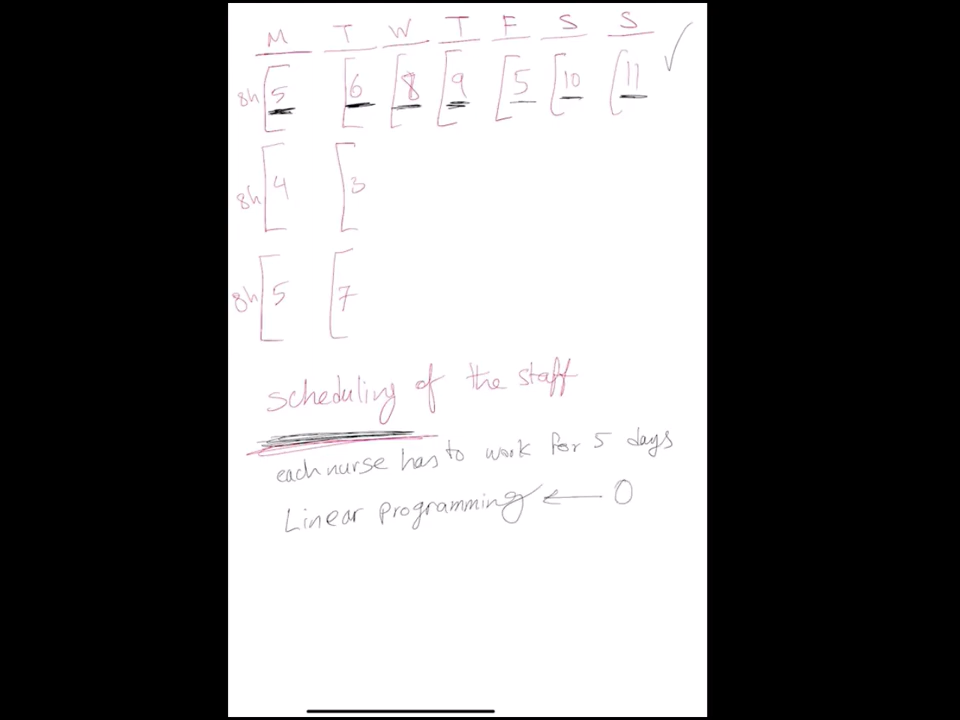 M T W T F S S
8h 5 6 8 9 5 10 11
8h 4 3
8h 5 7
scheduling of the staff
each nurse has to work for 5 days
Linear programming ← O